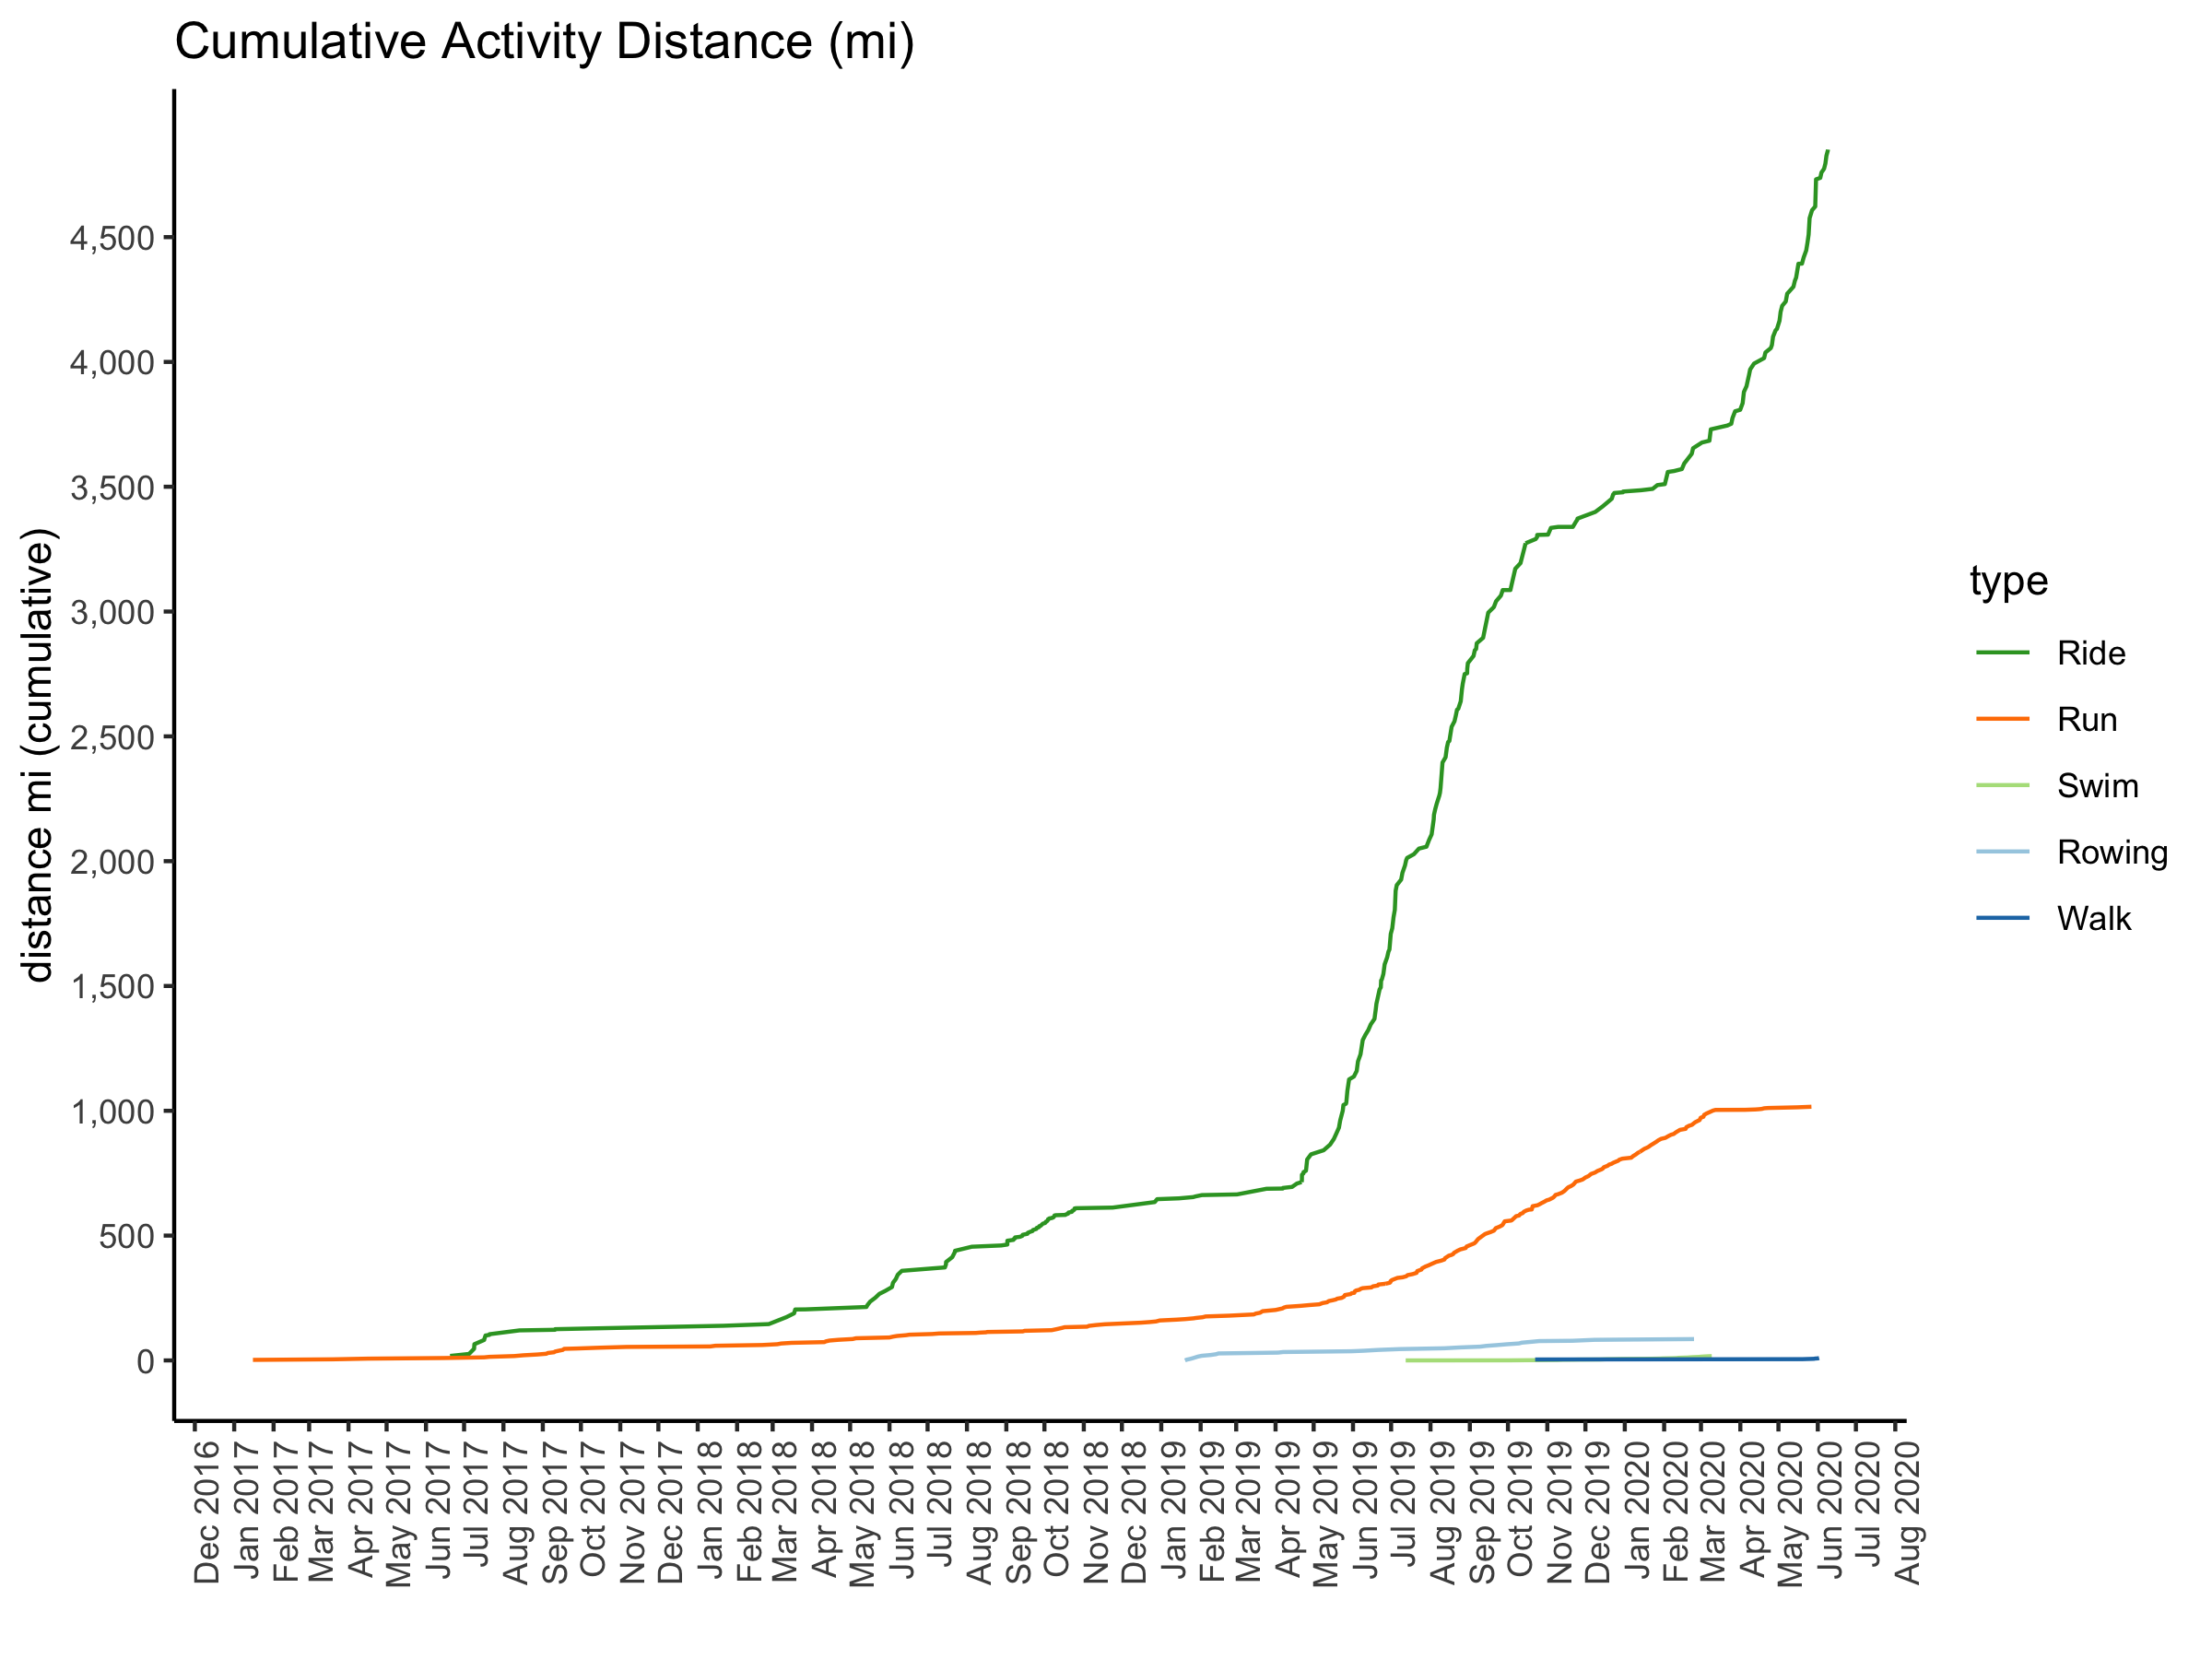 Cumulative Activity Distance (mi)
distance mi (cumulative)
4,500
4,000
3,500
3,000
2,500
2,000
1,500
1,000
500
0
Dec 2016
Jan 2017
Feb 2017
Mar 2017
Apr 2017
May 2017
Jun 2017
Jul 2017
Aug 2017
Sep 2017
Oct 2017
Nov 2017
Dec 2017
Jan 2018
Feb 2018
Mar 2018
Apr 2018
May 2018
Jun 2018
Jul 2018
Aug 2018
Sep 2018
Oct 2018
Nov 2018
Dec 2018
Jan 2019
Feb 2019
Mar 2019
Apr 2019
May 2019
Jun 2019
Jul 2019
Aug 2019
Sep 2019
Oct 2019
Nov 2019
Dec 2019
Jan 2020
Feb 2020
Mar 2020
Apr 2020
May 2020
Jun 2020
Jul 2020
Aug 2020
type
Ride
Run
Swim
Rowing
Walk